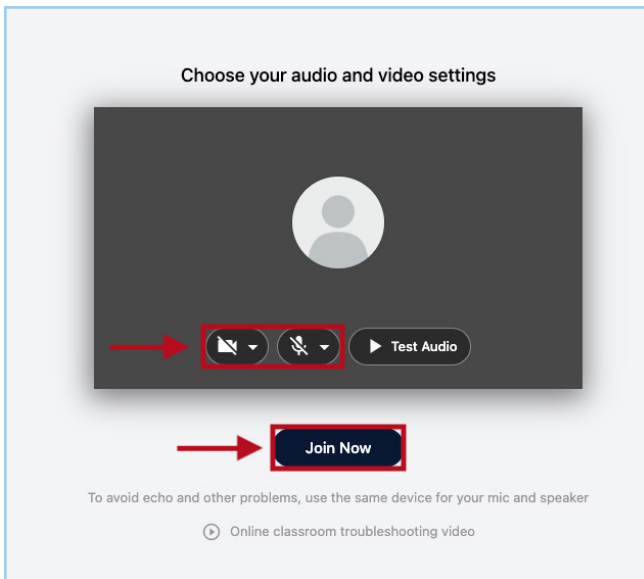 Choose your audio and video settings
Test Audio
Join Now
To avoid echo and other problems, use the same device for your mic and speaker
Online classroom troubleshooting video